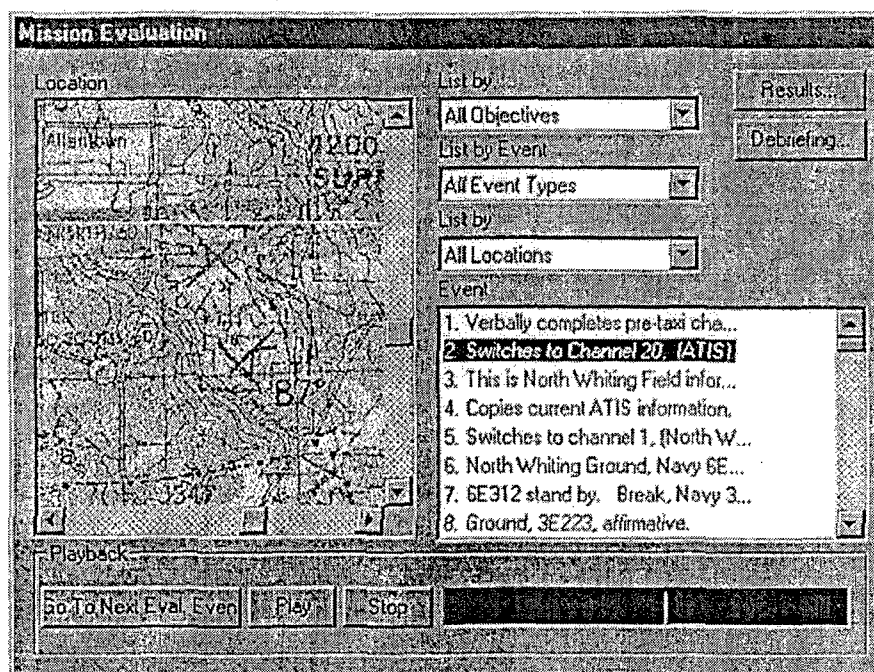 Mission Evaluation
Location
Allentown
4200
87°
List by...
All Objectives
List by Event
All Event Types
List by
All Locations
Results...
Debriefing...
Event
1. Verbally completes pre-taxi che...
2. Switches to Channel 20, (ATIS)
3. This is North Whiting Field infor...
4. Copies current ATIS information,
5. Switches to channel 1, (North W...
6. North Whiting Ground, Navy 6E...
7. 6E312 stand by. Break, Navy 3...
8. Ground, 3E223, affirmative.
Playback
Go To Next Eval. Even
Play
Stop